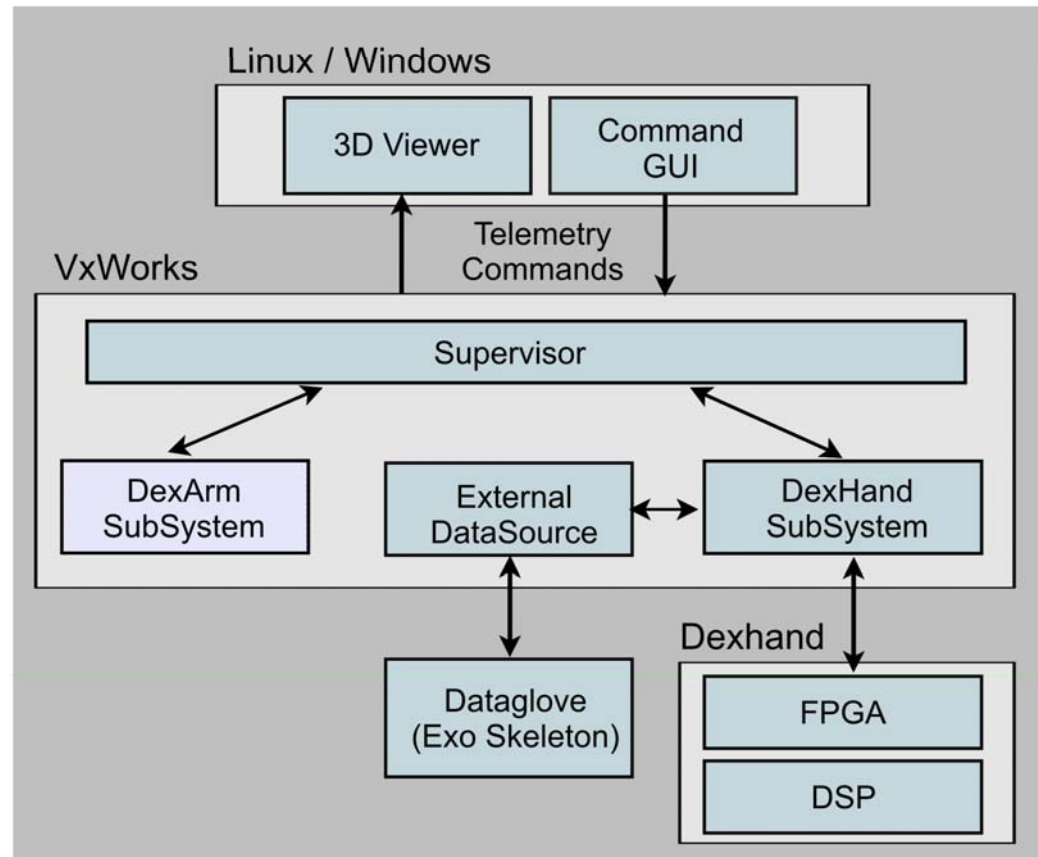 Linux / Windows
3D Viewer
Command
GUI
Telemetry
Commands
VxWorks
Supervisor
DexArm
SubSystem
External
DataSource
DexHand
SubSystem
Dexhand
Dataglove
(Exo Skeleton)
FPGA
DSP